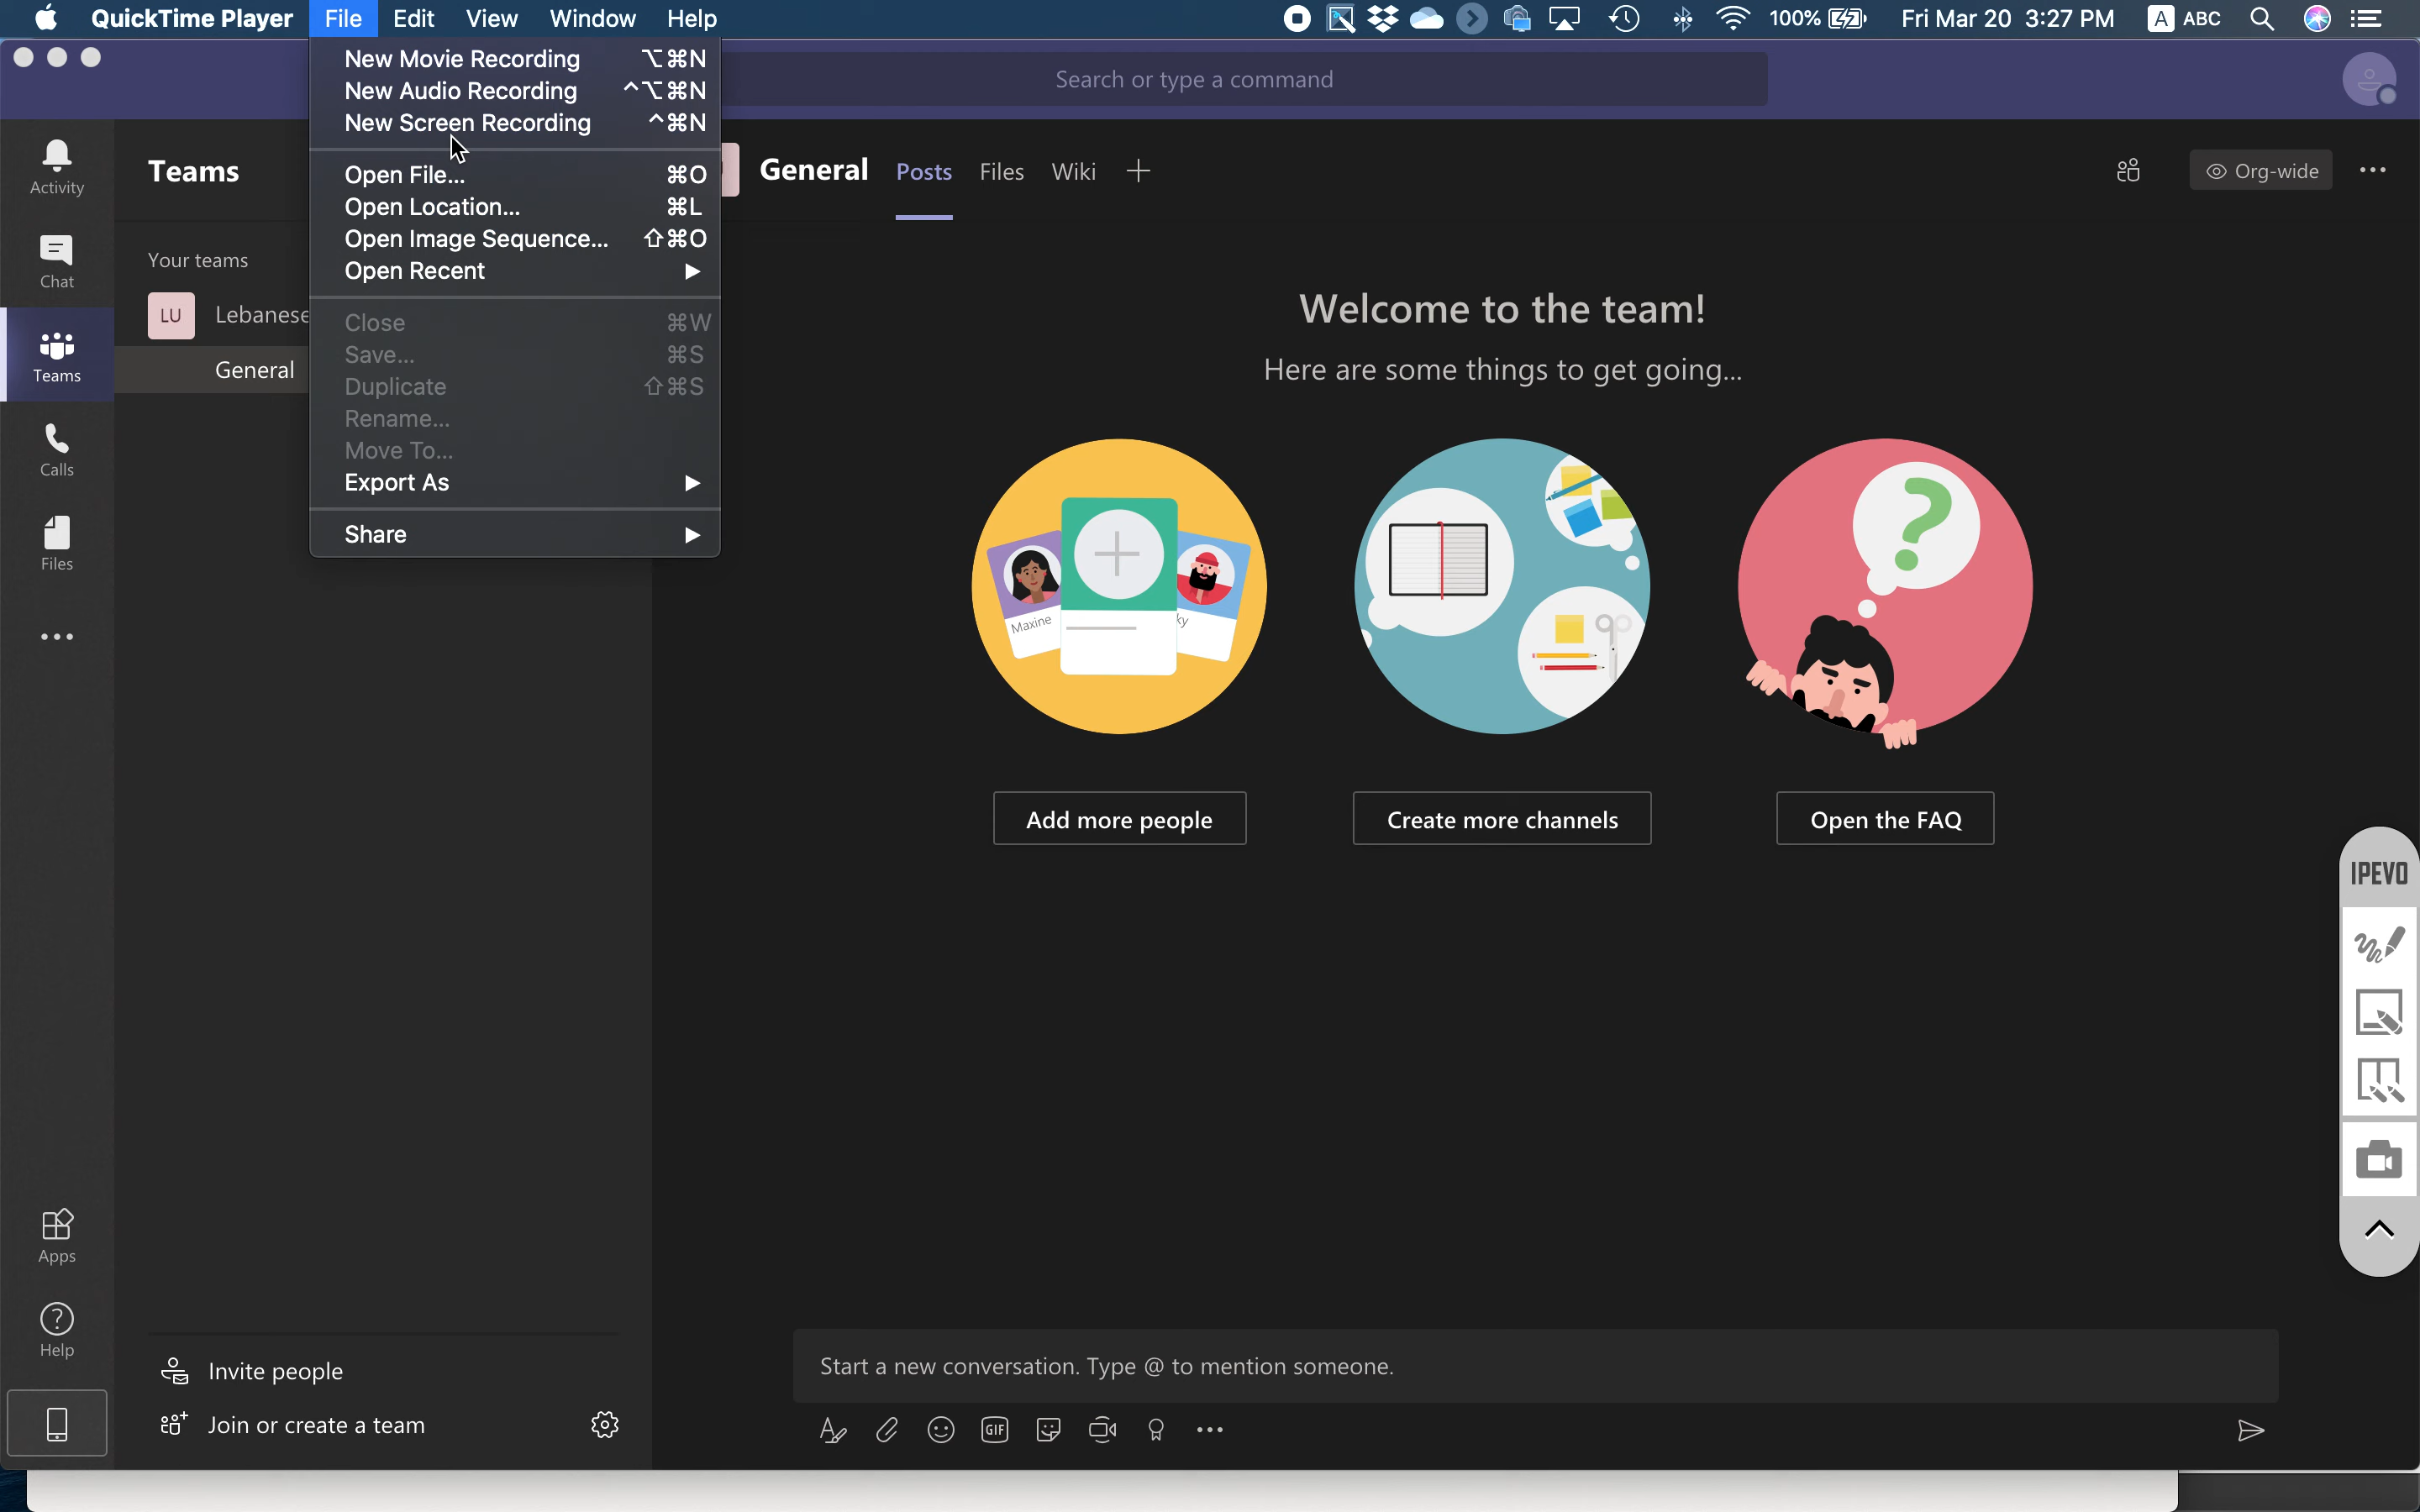 QuickTime Player File Edit View Window Help 100% Fri Mar 20 3:27 PM A ABC
New Movie Recording ⌥⌘N
New Audio Recording ^⌥⌘N
New Screen Recording ^⌘N
Open File... ⌘O
Open Location... ⌘L
Open Image Sequence... ⇧⌘O
Open Recent ▶
Close ⌘W
Save... ⌘S
Duplicate ⇧⌘S
Rename...
Move To...
Export As ▶
Share ▶
Search or type a command
Activity
Chat
Teams
Calls
Files
Apps
Help
Teams
Your teams
LU Lebanese
General
Invite people
Join or create a team
General Posts Files Wiki +
Org-wide
Welcome to the team!
Here are some things to get going...
Maxine
ky
?
Add more people
Create more channels
Open the FAQ
IPEVO
Start a new conversation. Type @ to mention someone.
GIF